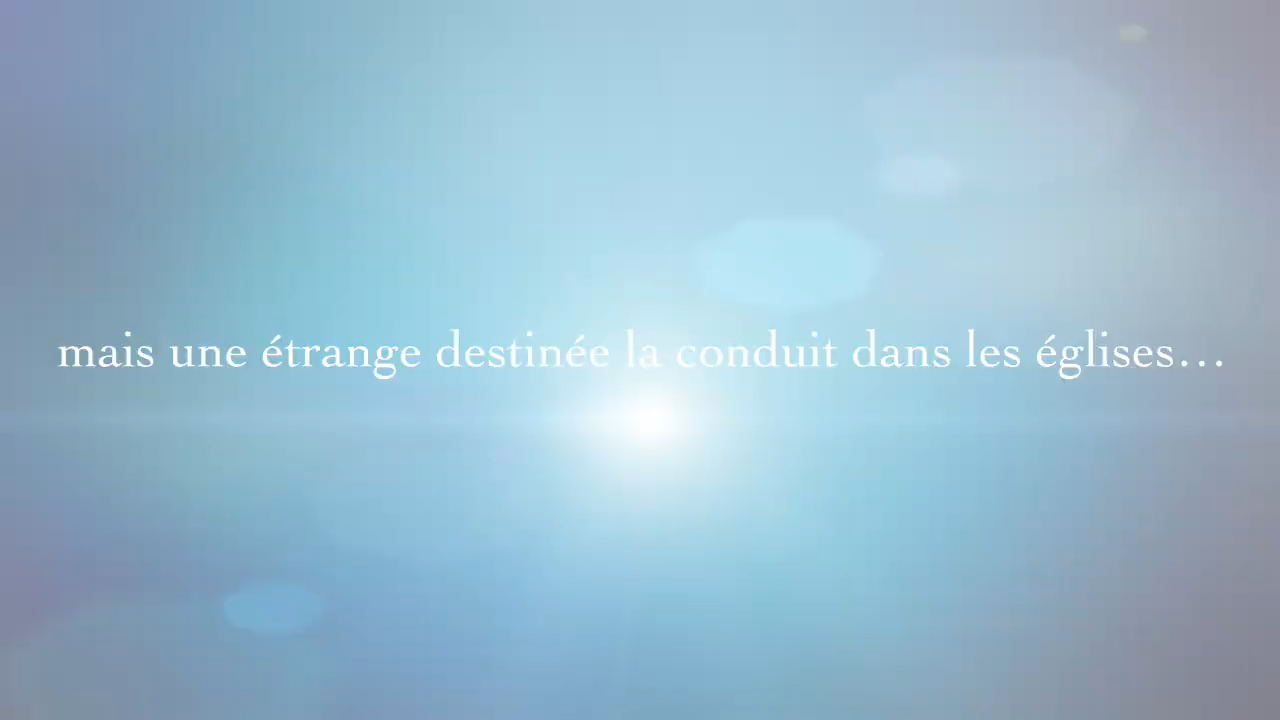 mais une étrange destinée la conduit dans les églises…